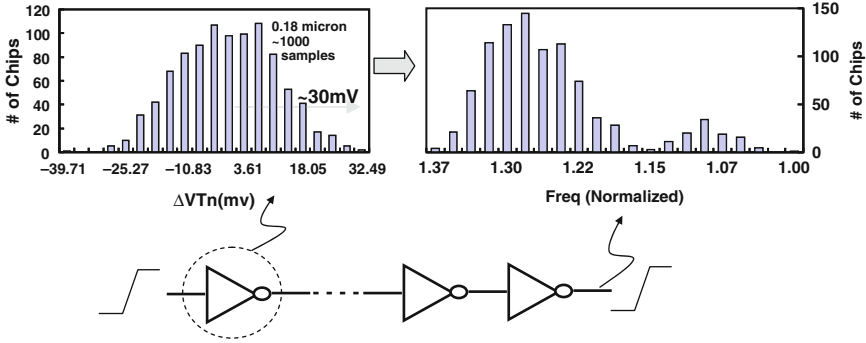 120
100
80
60
40
20
0
# of Chips
0.18 micron
~1000
samples
~30mV
–39.71 –25.27 –10.83 3.61 18.05 32.49
ΔVTn(mv)
150
100
50
0
# of Chips
1.37 1.30 1.22 1.15 1.07 1.00
Freq (Normalized)